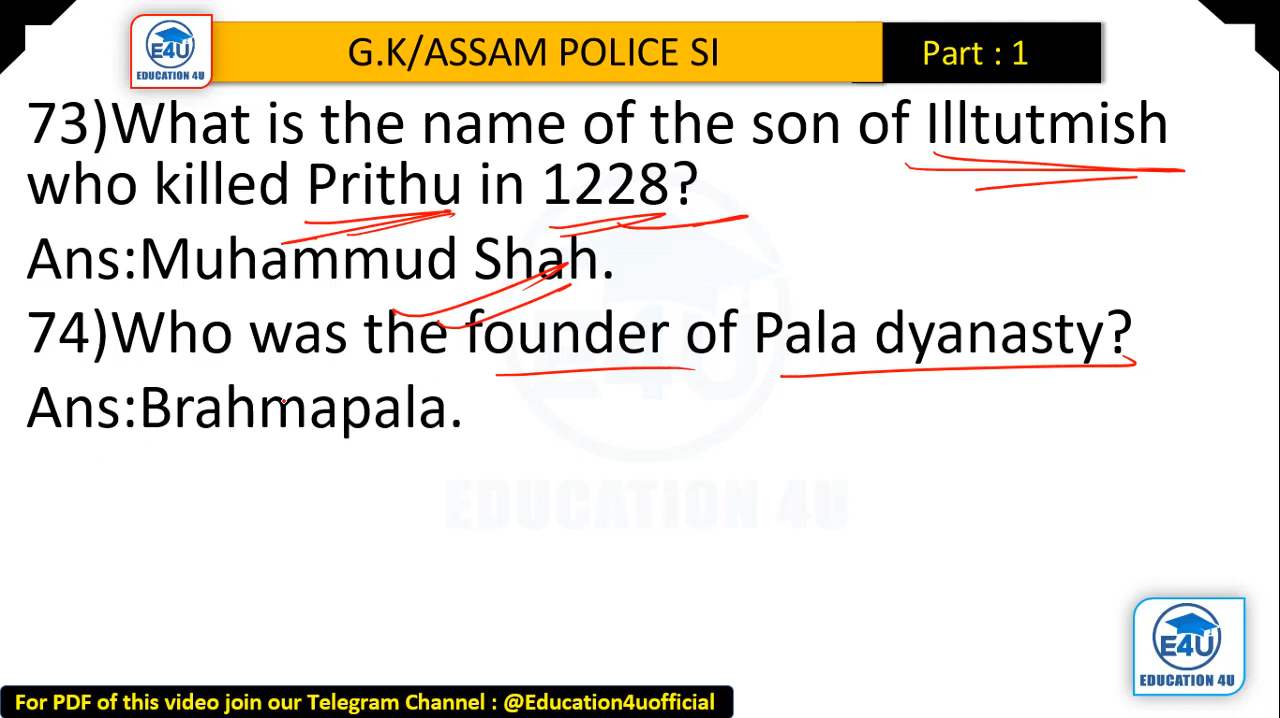 E4U
EDUCATION 4U
G.K/ASSAM POLICE SI
Part : 1
73)What is the name of the son of Illtutmish
who killed Prithu in 1228?
Ans:Muhammud Shah.
74)Who was the founder of Pala dyanasty?
Ans:Brahmapala.
E4U
EDUCATION 4U
E4U
EDUCATION 4U
For PDF of this video join our Telegram Channel : @Education4uofficial